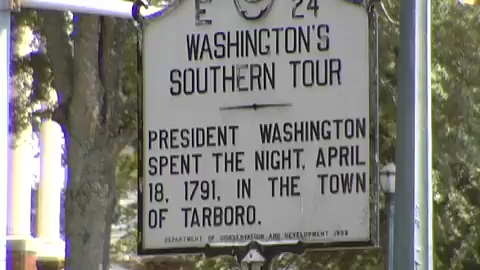 E 24
WASHINGTON'S
SOUTHERN TOUR
PRESIDENT WASHINGTON
SPENT THE NIGHT, APRIL
18, 1791, IN THE TOWN
OF TARBORO.
DEPARTMENT OF CONSERVATION AND DEVELOPMENT 1938